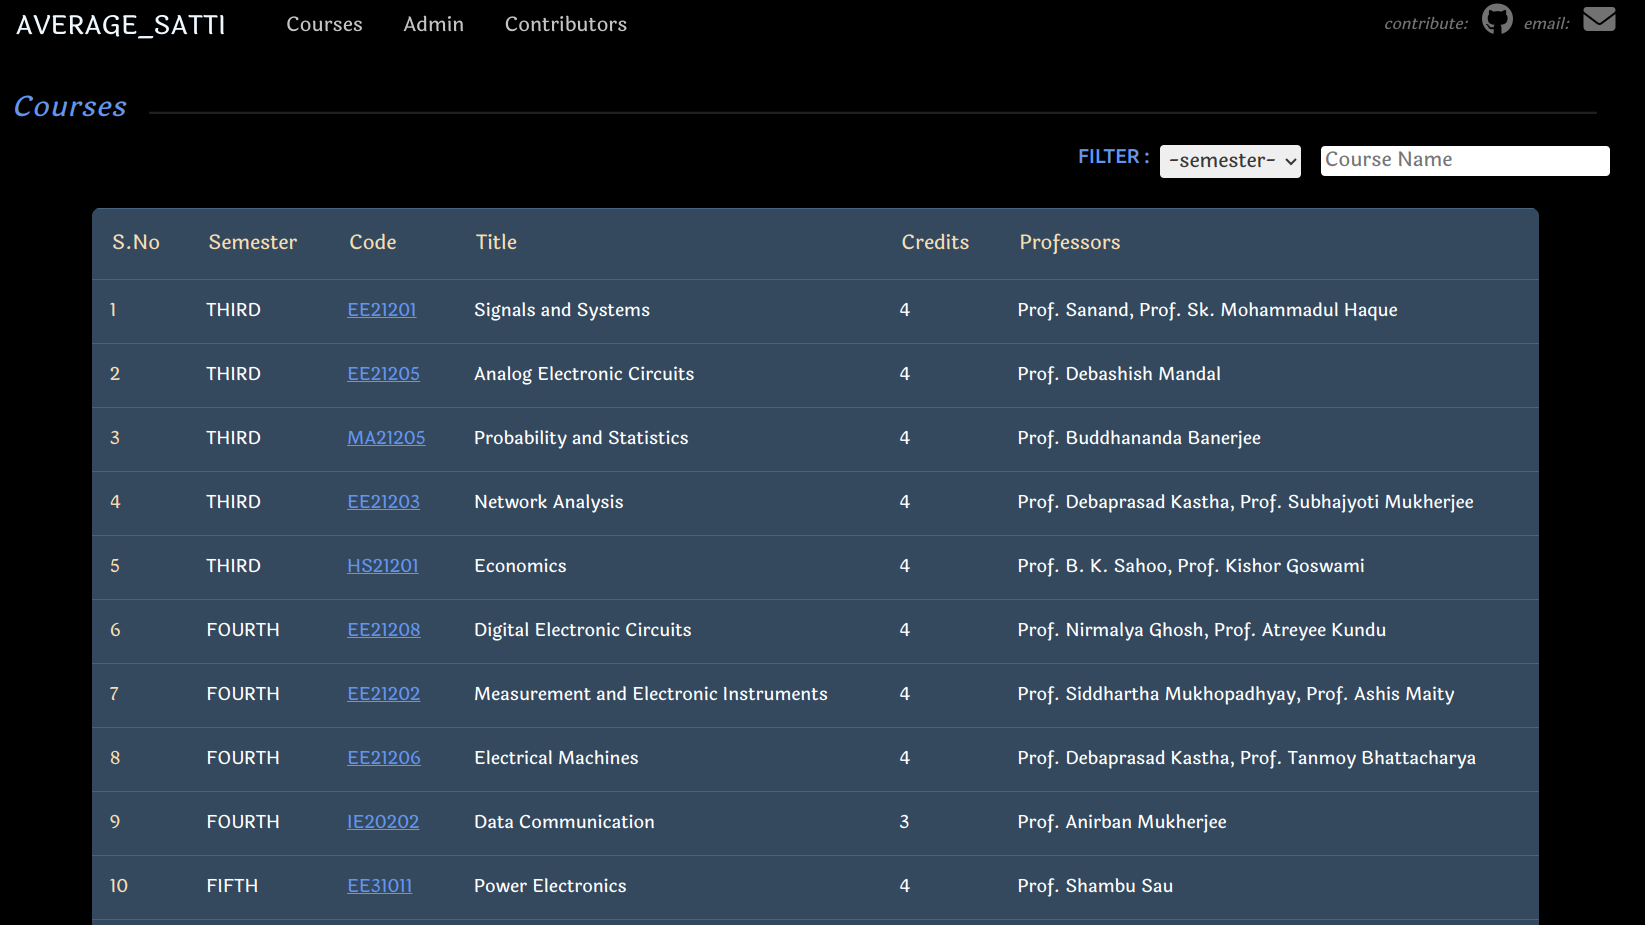 AVERAGE_SATTI Courses Admin Contributors contribute: email:
Courses
FILTER : -semester- Course Name
S.No Semester Code Title Credits Professors
1 THIRD EE21201 Signals and Systems 4 Prof. Sanand, Prof. Sk. Mohammadul Haque
2 THIRD EE21205 Analog Electronic Circuits 4 Prof. Debashish Mandal
3 THIRD MA21205 Probability and Statistics 4 Prof. Buddhananda Banerjee
4 THIRD EE21203 Network Analysis 4 Prof. Debaprasad Kastha, Prof. Subhajyoti Mukherjee
5 THIRD HS21201 Economics 4 Prof. B. K. Sahoo, Prof. Kishor Goswami
6 FOURTH EE21208 Digital Electronic Circuits 4 Prof. Nirmalya Ghosh, Prof. Atreyee Kundu
7 FOURTH EE21202 Measurement and Electronic Instruments 4 Prof. Siddhartha Mukhopadhyay, Prof. Ashis Maity
8 FOURTH EE21206 Electrical Machines 4 Prof. Debaprasad Kastha, Prof. Tanmoy Bhattacharya
9 FOURTH IE20202 Data Communication 3 Prof. Anirban Mukherjee
10 FIFTH EE31011 Power Electronics 4 Prof. Shambu Sau